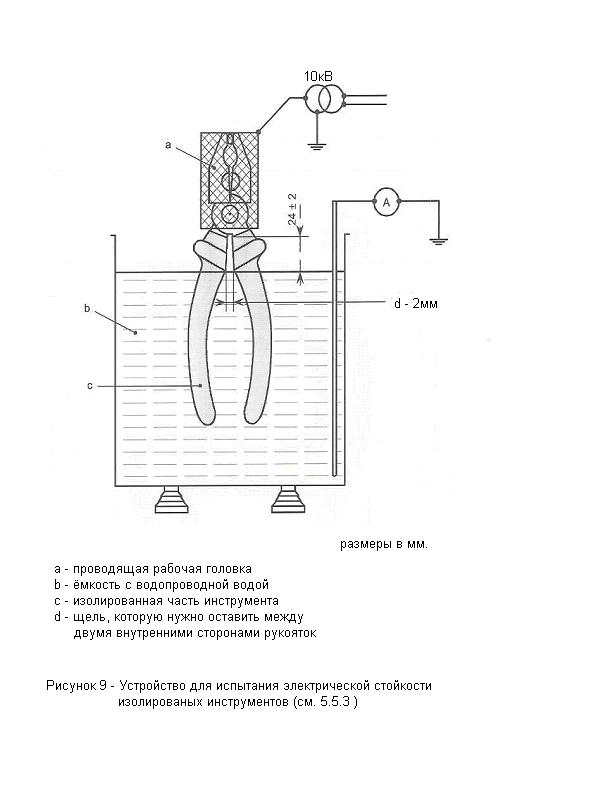 10кВ
a
A
24 ± 2
b
d - 2мм
c
размеры в мм.
a - проводящая рабочая головка
b - ёмкость с водопроводной водой
c - изолированная часть инструмента
d - щель, которую нужно оставить между
двумя внутренними сторонами рукояток
Рисунок 9 - Устройство для испытания электрической стойкости
изолированых инструментов (см. 5.5.3 )